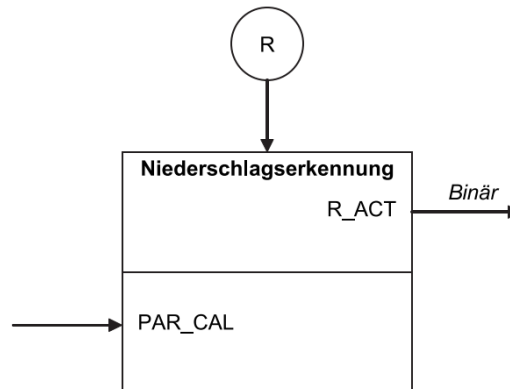 R
Niederschlagserkennung
R_ACT
Binär
PAR_CAL